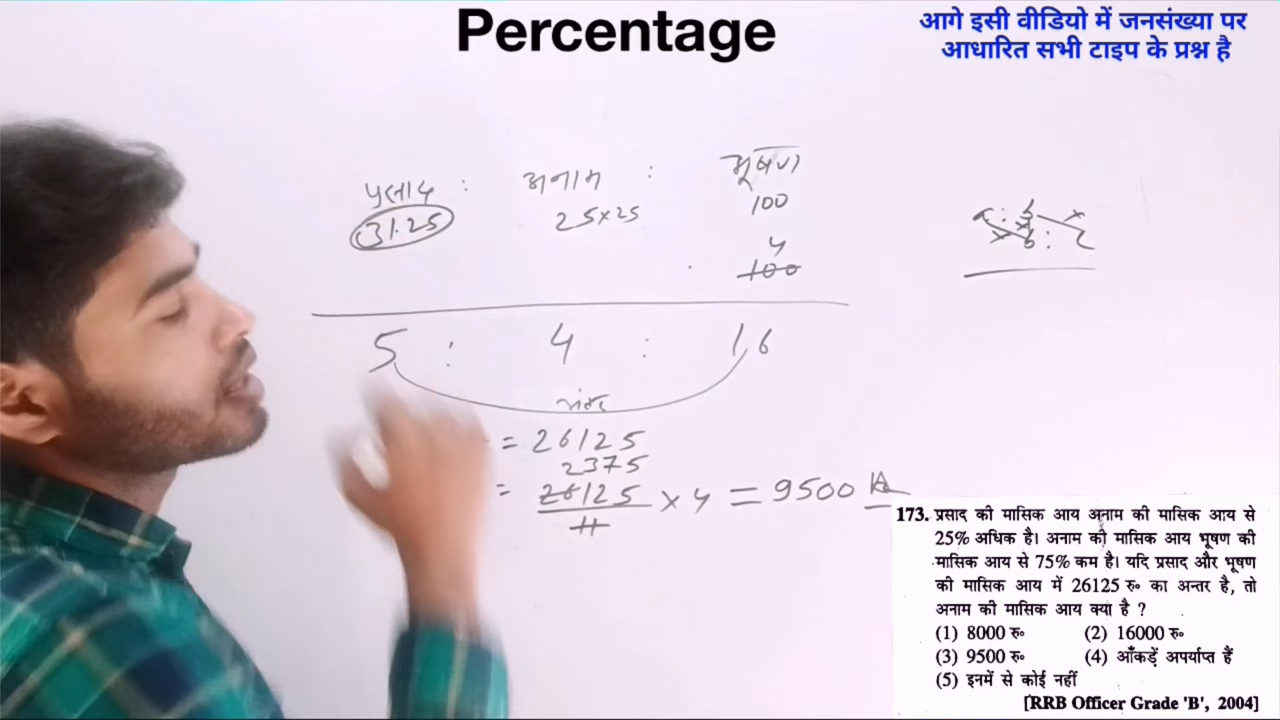 Percentage
आगे इसी वीडियो में जनसंख्या पर
आधारित सभी टाइप के प्रश्न है
प्रसाद : अनाम : भूषण
31.25 25×25 100
4
100
5 : 4 : 16
अंतर
= 26125
2375
= 26125 × 4 = 9500
11
173. प्रसाद की मासिक आय अनाम की मासिक आय से
25% अधिक है। अनाम की मासिक आय भूषण की
मासिक आय से 75% कम है। यदि प्रसाद और भूषण
की मासिक आय में 26125 रु० का अन्तर है, तो
अनाम की मासिक आय क्या है ?
(1) 8000 रु० (2) 16000 रु०
(3) 9500 रु० (4) आँकड़ें अपर्याप्त हैं
(5) इनमें से कोई नहीं
[RRB Officer Grade 'B', 2004]